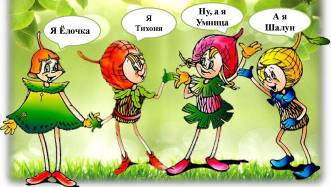 Я Ёлочка
Я
Тихоня
Ну, а я
Умница
А я
Шалун